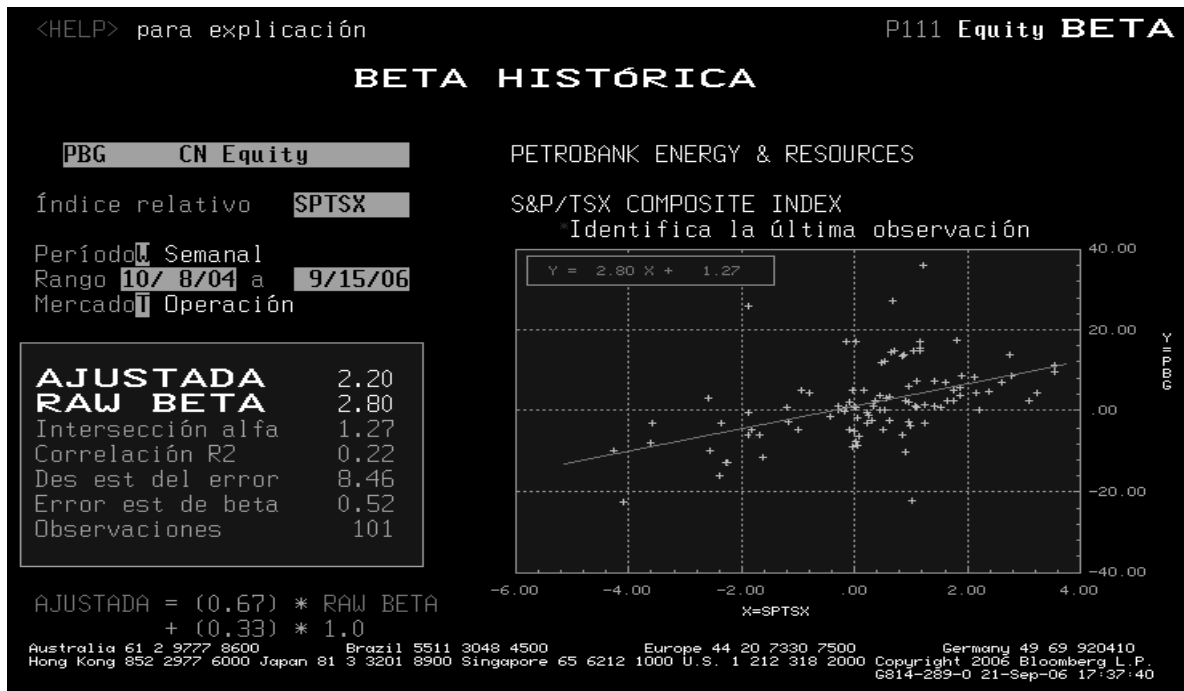 <HELP> para explicación P111 Equity BETA
BETA HISTÓRICA
PBG CN Equity PETROBANK ENERGY & RESOURCES
Índice relativo SPTSX S&P/TSX COMPOSITE INDEX
*Identifica la última observación
Período W Semanal
Rango 10/ 8/04 a 9/15/06
Mercado T Operación
AJUSTADA 2.20
RAW BETA 2.80
Intersección alfa 1.27
Correlación R2 0.22
Des est del error 8.46
Error est de beta 0.52
Observaciones 101
AJUSTADA = (0.67) * RAW BETA
+ (0.33) * 1.0
Y = 2.80 X + 1.27
40.00
20.00
.00
-20.00
-40.00
Y=PBG
-6.00 -4.00 -2.00 .00 2.00 4.00
X=SPTSX
Australia 61 2 9777 8600 Brazil 5511 3048 4500 Europe 44 20 7330 7500 Germany 49 69 920410
Hong Kong 852 2977 6000 Japan 81 3 3201 8900 Singapore 65 6212 1000 U.S. 1 212 318 2000 Copyright 2006 Bloomberg L.P.
G814-289-0 21-Sep-06 17:37:40